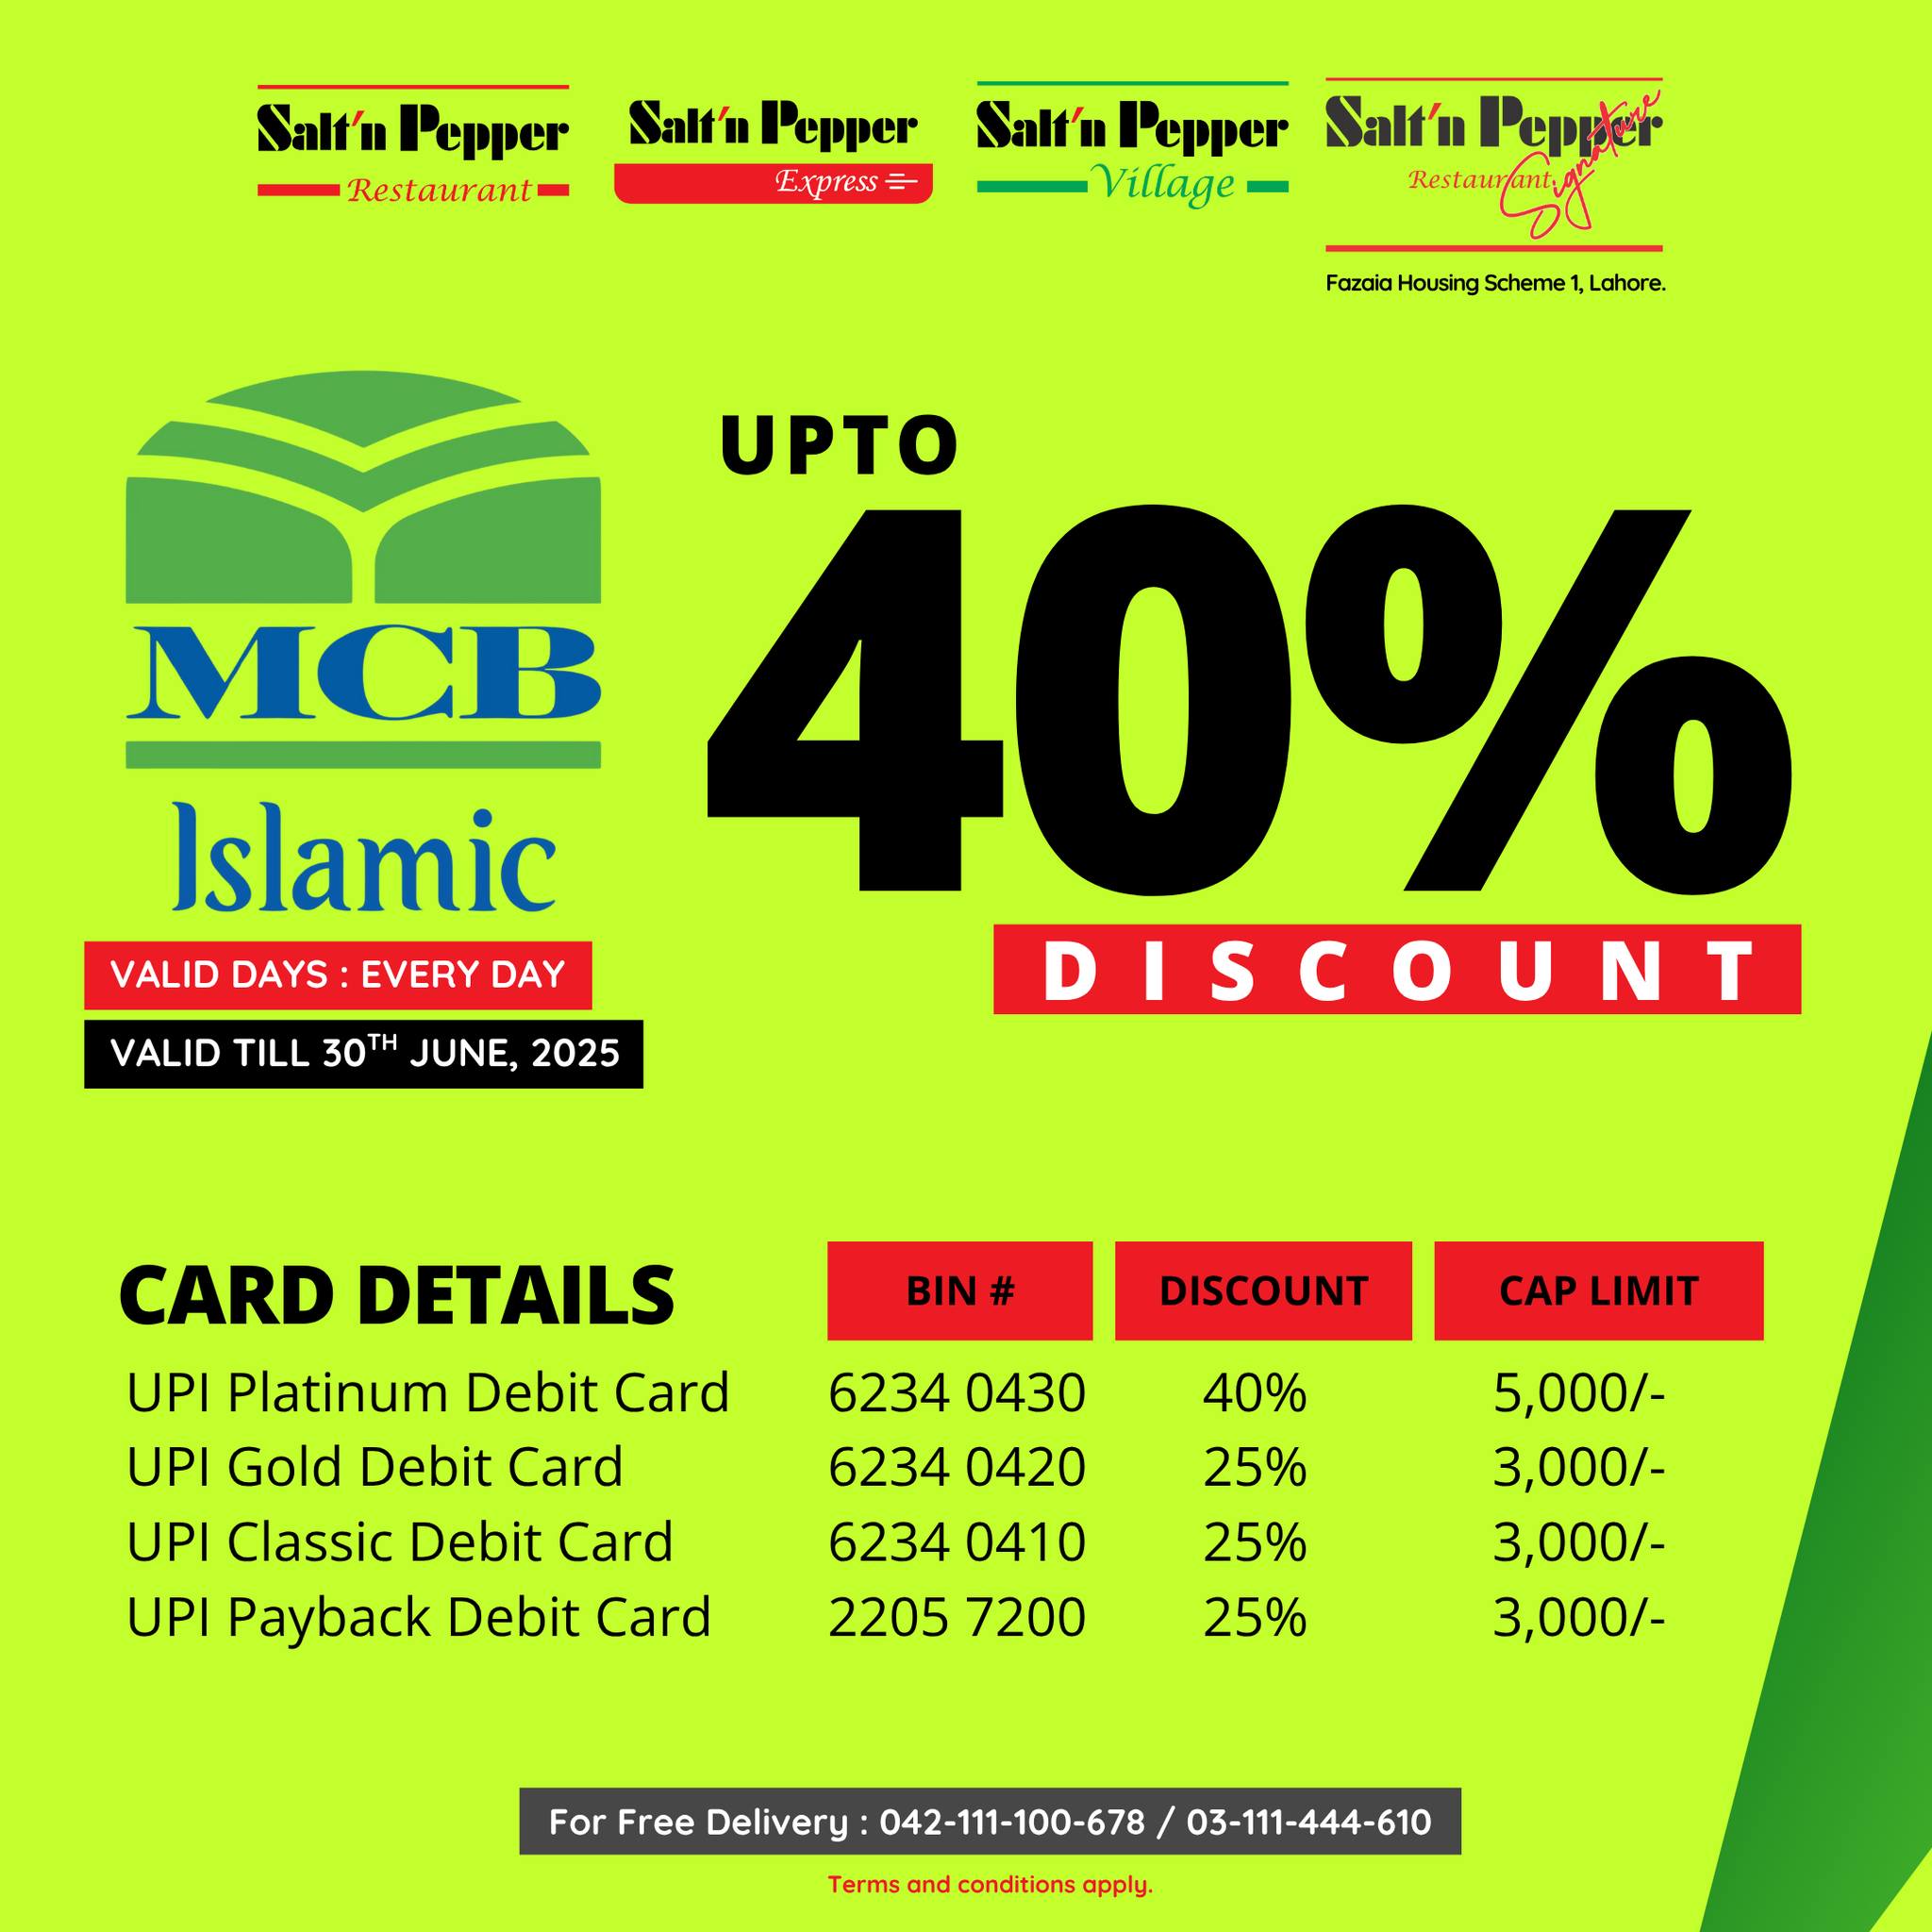 Salt'n Pepper
Restaurant
Salt'n Pepper
Express
Salt'n Pepper
Village
Salt'n Pepper
Restaurant Signature
Fazaia Housing Scheme 1, Lahore.
MCB
Islamic
UPTO
40%
DISCOUNT
VALID DAYS : EVERY DAY
VALID TILL 30TH JUNE, 2025
CARD DETAILS BIN # DISCOUNT CAP LIMIT
UPI Platinum Debit Card 6234 0430 40% 5,000/-
UPI Gold Debit Card 6234 0420 25% 3,000/-
UPI Classic Debit Card 6234 0410 25% 3,000/-
UPI Payback Debit Card 2205 7200 25% 3,000/-
For Free Delivery : 042-111-100-678 / 03-111-444-610
Terms and conditions apply.